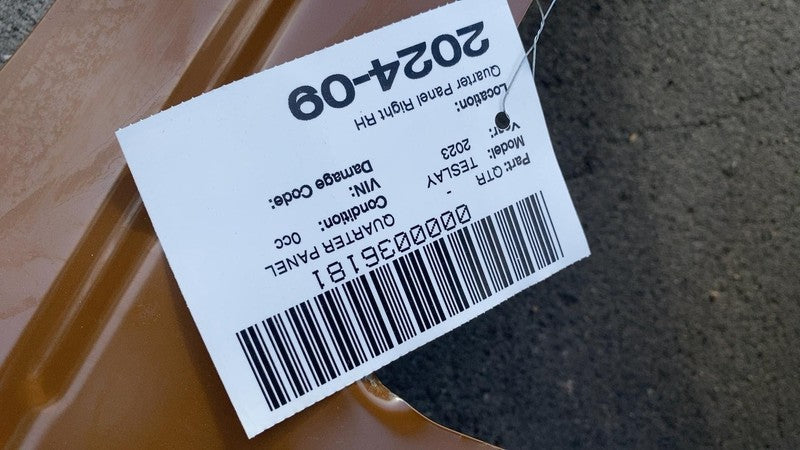 0000036181
Part: QTR - QUARTER PANEL
Model: TESLAY Condition: 0cc
Year: 2023 VIN:
Location: Damage Code:
Quarter Panel Right RH
2024-09